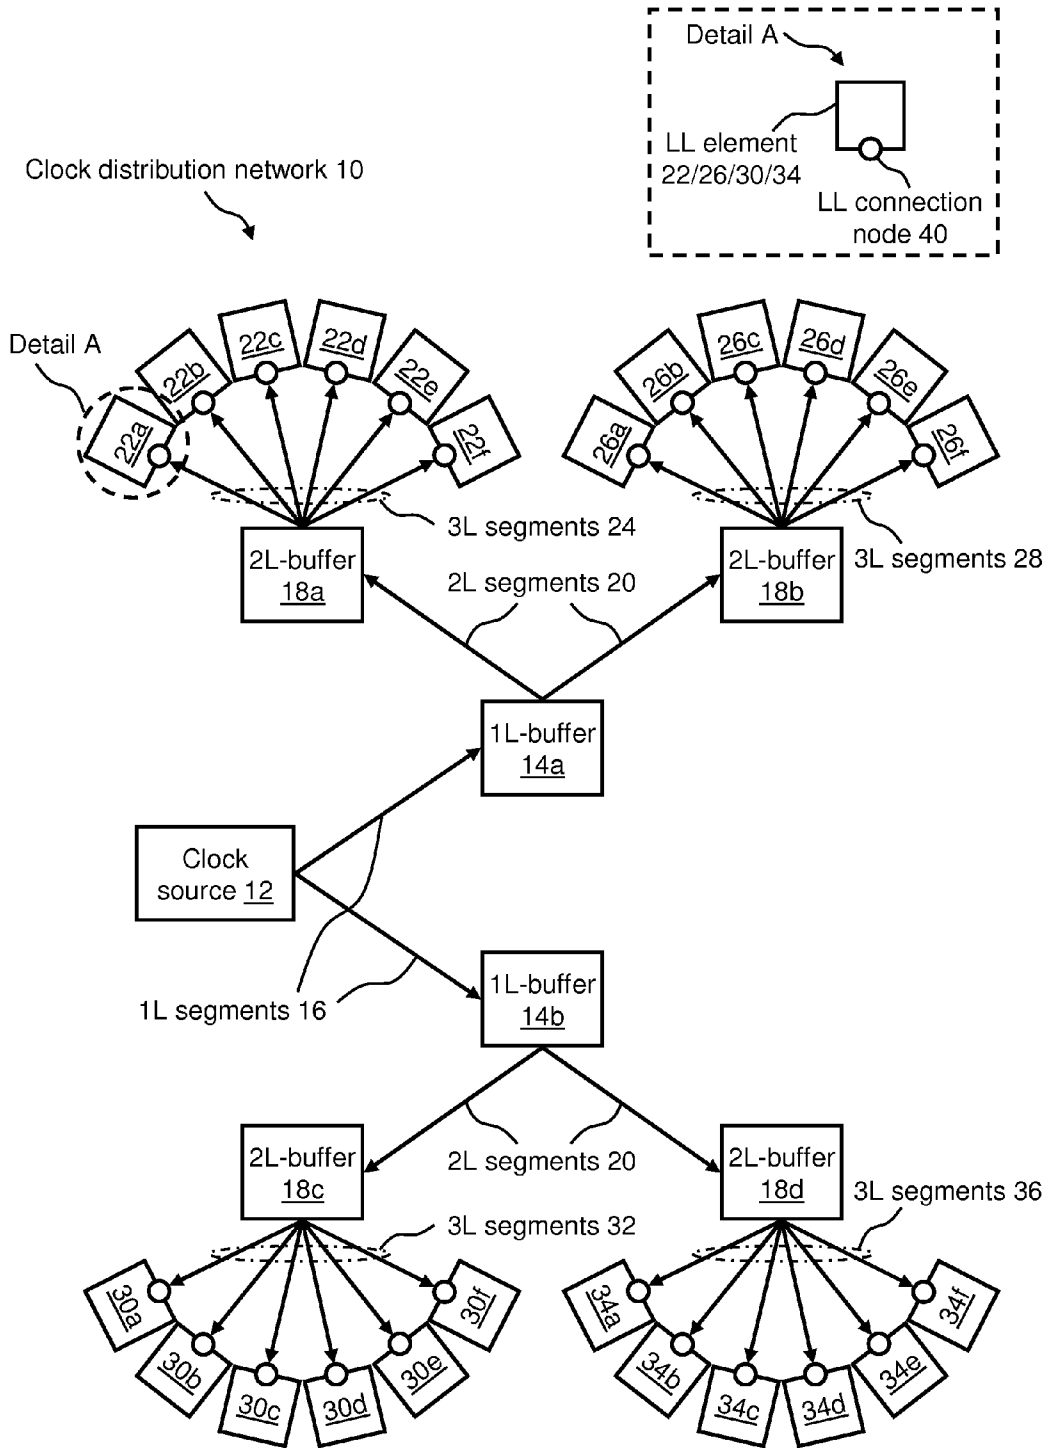 Detail A
LL element
22/26/30/34
LL connection
node 40
Clock distribution network 10
Detail A
22a
22b
22c
22d
22e
22f
26a
26b
26c
26d
26e
26f
3L segments 24
3L segments 28
2L-buffer
18a
2L segments 20
2L-buffer
18b
1L-buffer
14a
Clock
source 12
1L segments 16
1L-buffer
14b
2L-buffer
18c
2L segments 20
2L-buffer
18d
3L segments 36
3L segments 32
30a
30b
30c
30d
30e
30f
34a
34b
34c
34d
34e
34f